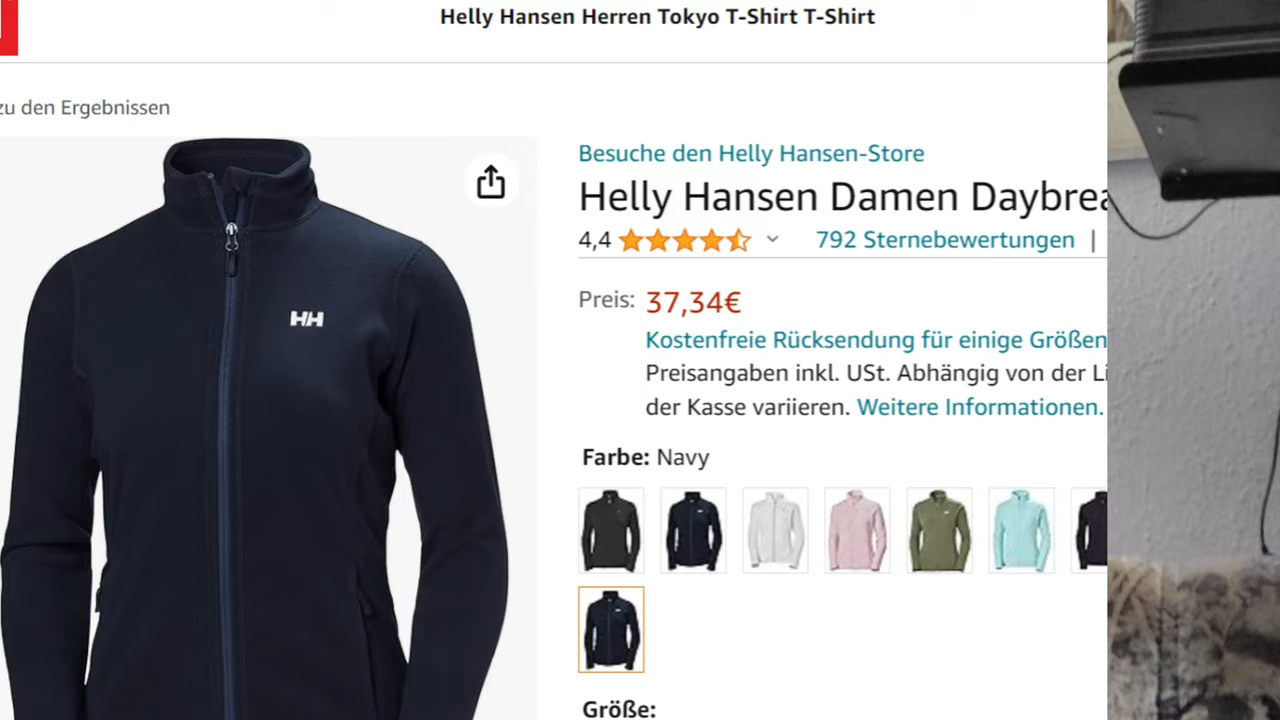 Helly Hansen Herren Tokyo T-Shirt T-Shirt
zu den Ergebnissen
HH
Besuche den Helly Hansen-Store
Helly Hansen Damen Daybrea
4,4
792 Sternebewertungen |
Preis: 37,34€
Kostenfreie Rücksendung für einige Größen
Preisangaben inkl. USt. Abhängig von der Li
der Kasse variieren. Weitere Informationen.
Farbe: Navy
Größe: